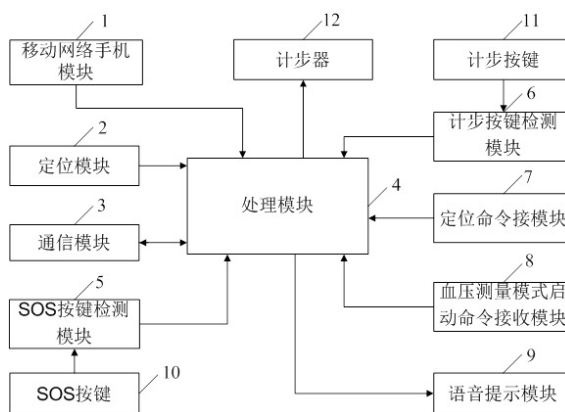 1
移动网络手机
模块
12
计步器
11
计步按键
2
定位模块
6
计步按键检测
模块
处理模块
4
3
通信模块
7
定位命令接模块
5
SOS按键检测
模块
8
血压测量模式启
动命令接收模块
SOS按键
10
9
语音提示模块